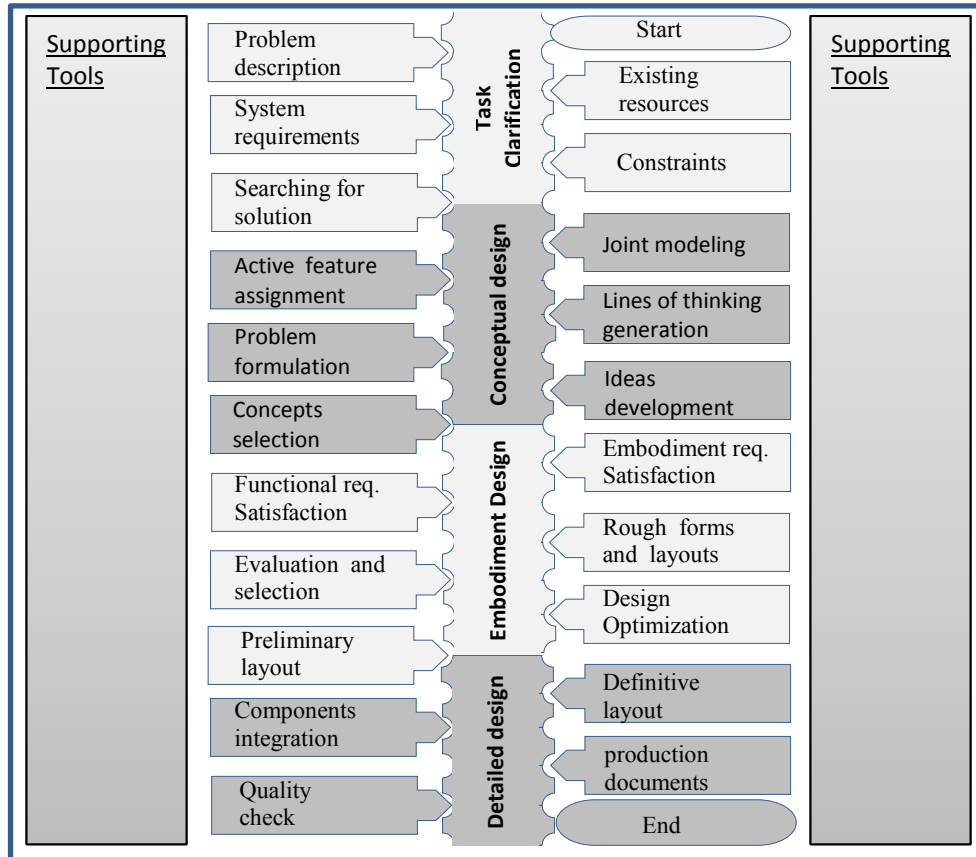 Supporting
Tools
Problem
description
System
requirements
Searching for
solution
Active feature
assignment
Problem
formulation
Concepts
selection
Functional req.
Satisfaction
Evaluation and
selection
Preliminary
layout
Components
integration
Quality
check
Task
Clarification
Conceptual design
Embodiment Design
Detailed design
Start
Existing
resources
Constraints
Joint modeling
Lines of thinking
generation
Ideas
development
Embodiment req.
Satisfaction
Rough forms
and layouts
Design
Optimization
Definitive
layout
production
documents
End
Supporting
Tools